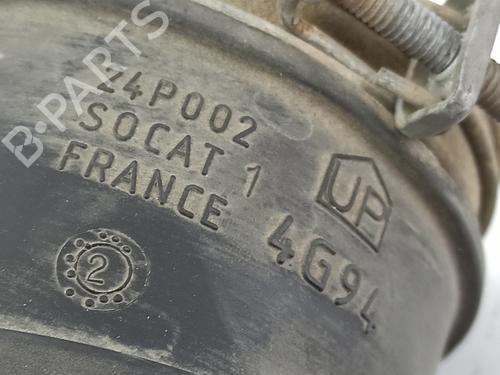 24P002
SOCAT 1
FRANCE
UP
4G94
2
B-PARTS